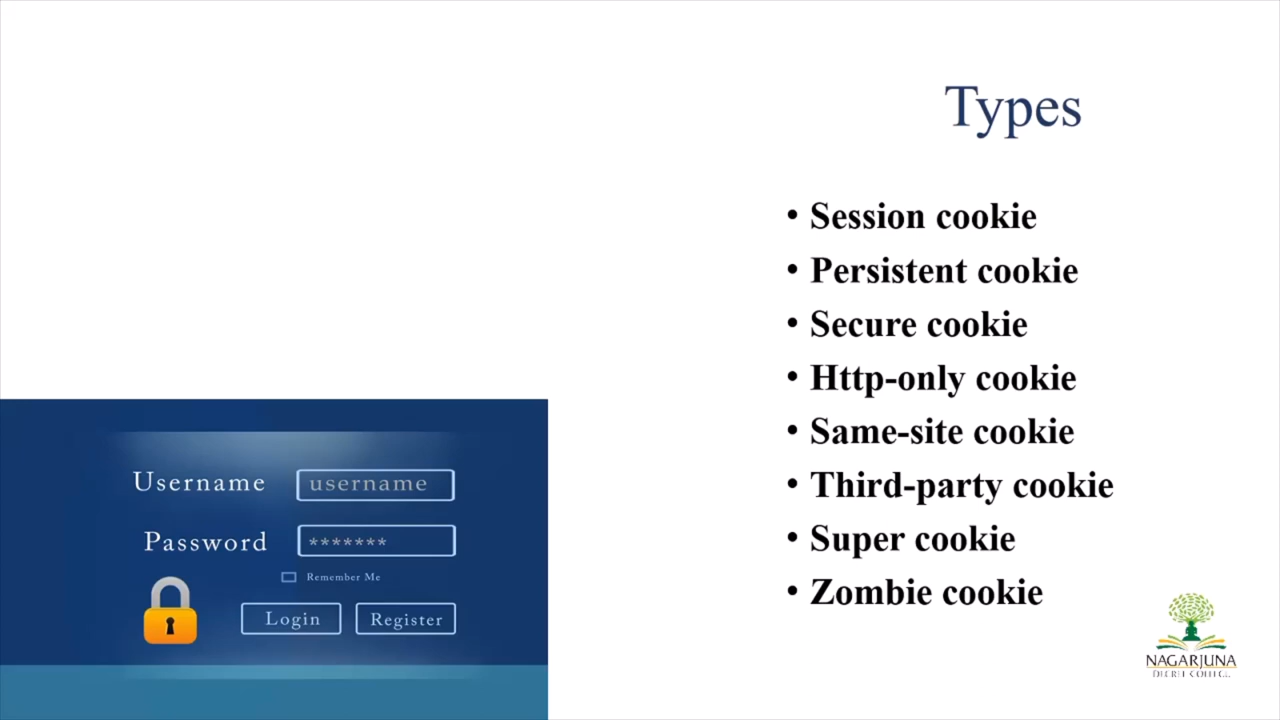 Types
• Session cookie
• Persistent cookie
• Secure cookie
• Http-only cookie
• Same-site cookie
• Third-party cookie
• Super cookie
• Zombie cookie
Username username
Password *******
Remember Me
Login Register
NAGARJUNA